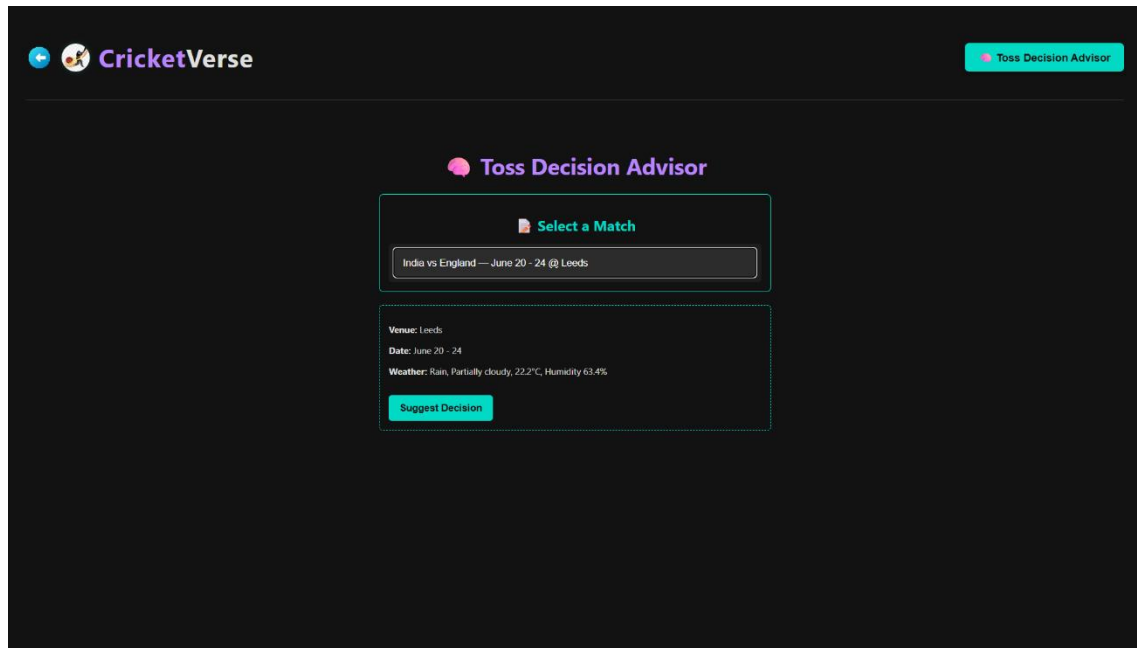 CricketVerse
Toss Decision Advisor
Toss Decision Advisor
Select a Match
India vs England — June 20 - 24 @ Leeds
Venue: Leeds
Date: June 20 - 24
Weather: Rain, Partially cloudy, 22.2°C, Humidity 63.4%
Suggest Decision